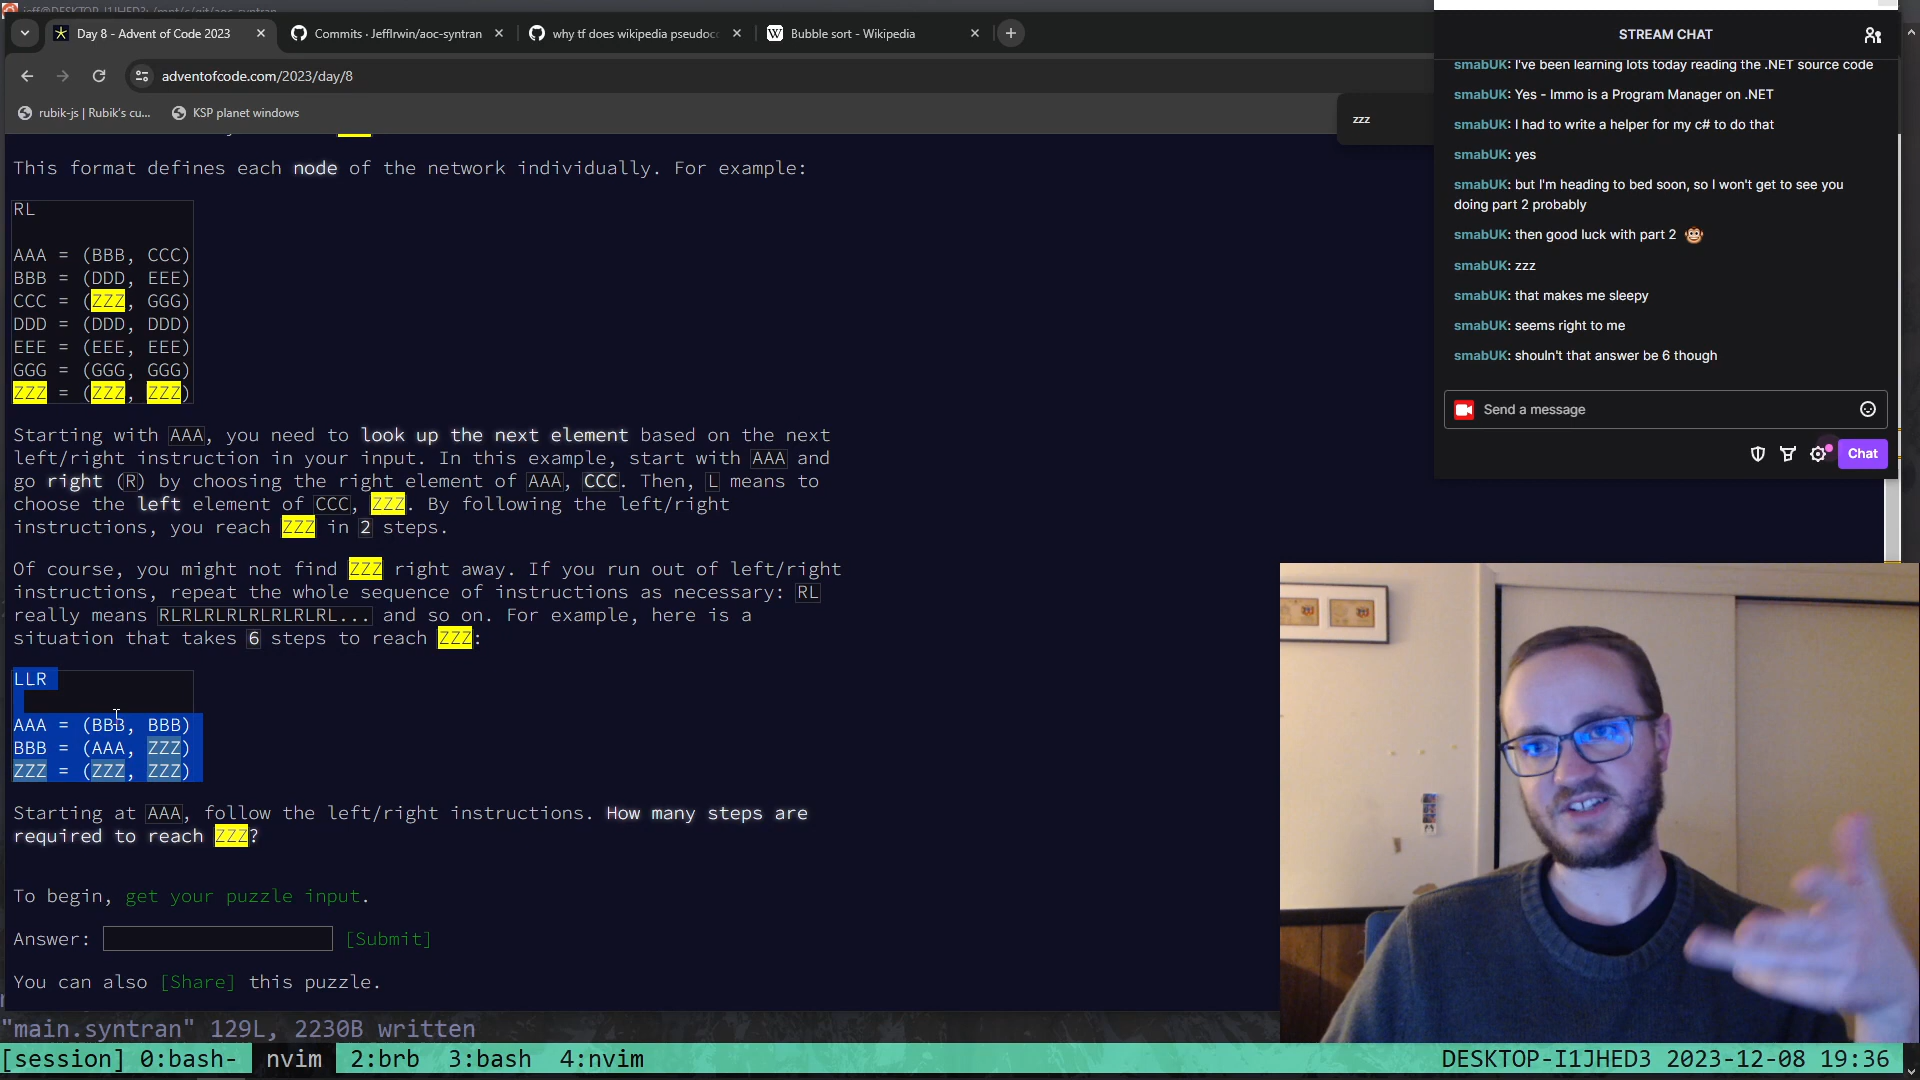 Day 8 - Advent of Code 2023
Commits · JeffIrwin/aoc-syntran
why tf does wikipedia pseudoco
Bubble sort - Wikipedia
adventofcode.com/2023/day/8
rubik-js | Rubik's cu...
KSP planet windows
zzz
This format defines each node of the network individually. For example:
RL
AAA = (BBB, CCC)
BBB = (DDD, EEE)
CCC = (ZZZ, GGG)
DDD = (DDD, DDD)
EEE = (EEE, EEE)
GGG = (GGG, GGG)
ZZZ = (ZZZ, ZZZ)
Starting with AAA, you need to look up the next element based on the next
left/right instruction in your input. In this example, start with AAA and
go right (R) by choosing the right element of AAA, CCC. Then, L means to
choose the left element of CCC, ZZZ. By following the left/right
instructions, you reach ZZZ in 2 steps.
Of course, you might not find ZZZ right away. If you run out of left/right
instructions, repeat the whole sequence of instructions as necessary: RL
really means RLRLRLRLRLRLRLRL... and so on. For example, here is a
situation that takes 6 steps to reach ZZZ:
LLR
AAA = (BBB, BBB)
BBB = (AAA, ZZZ)
ZZZ = (ZZZ, ZZZ)
Starting at AAA, follow the left/right instructions. How many steps are
required to reach ZZZ?
To begin, get your puzzle input.
Answer: [Submit]
You can also [Share] this puzzle.
"main.syntran" 129L, 2230B written
[session] 0:bash- nvim 2:brb 3:bash 4:nvim
DESKTOP-I1JHED3 2023-12-08 19:36
STREAM CHAT
smabUK: I've been learning lots today reading the .NET source code
smabUK: Yes - Immo is a Program Manager on .NET
smabUK: I had to write a helper for my c# to do that
smabUK: yes
smabUK: but I'm heading to bed soon, so I won't get to see you
doing part 2 probably
smabUK: then good luck with part 2
smabUK: zzz
smabUK: that makes me sleepy
smabUK: seems right to me
smabUK: shouln't that answer be 6 though
Send a message
Chat